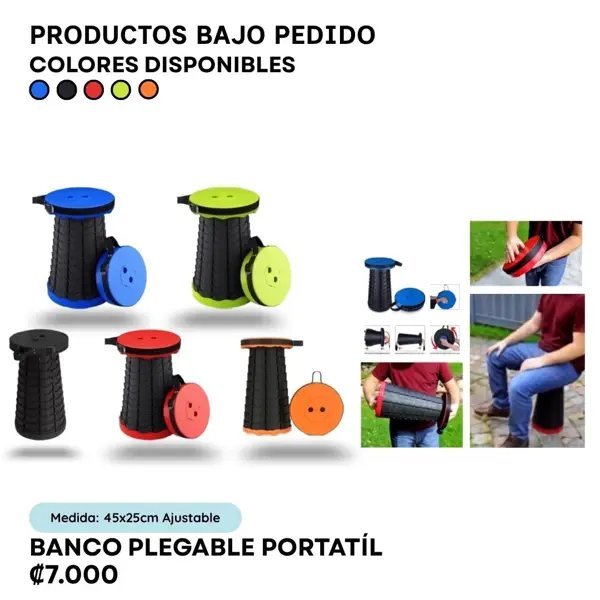 PRODUCTOS BAJO PEDIDO
COLORES DISPONIBLES
Medida: 45x25cm Ajustable
BANCO PLEGABLE PORTATÍL
₡7.000